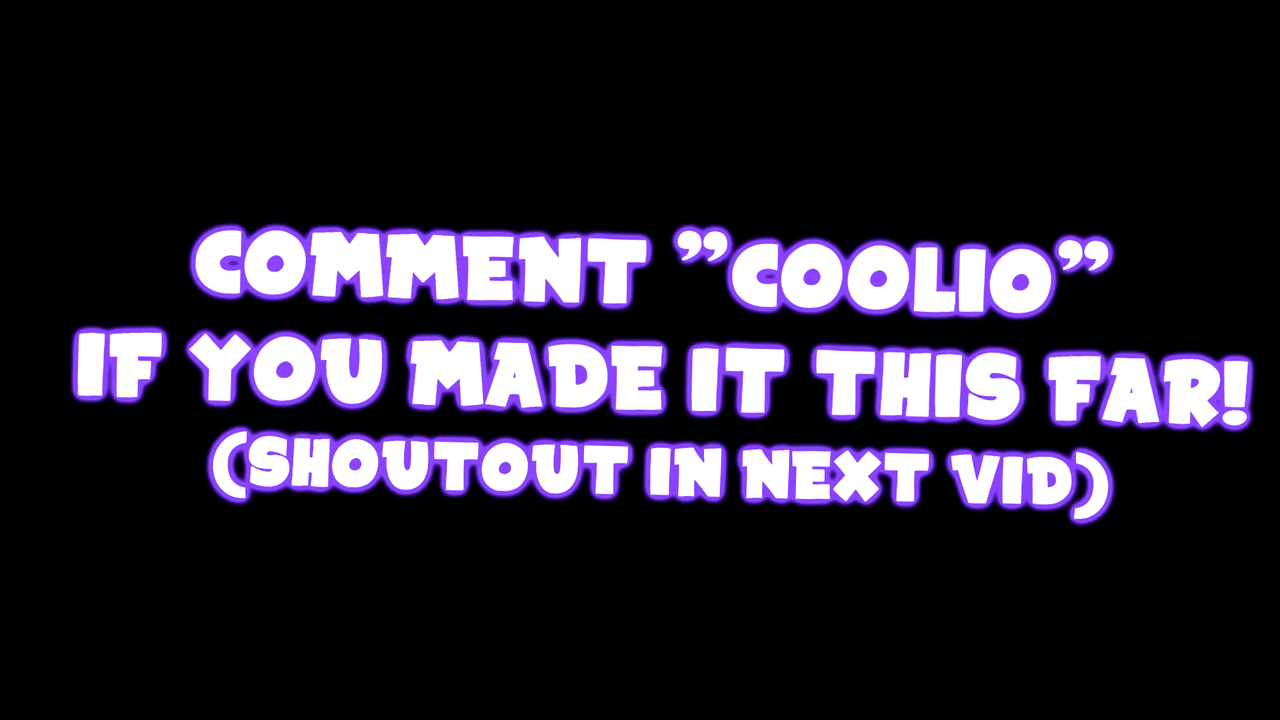 COMMENT ”COOLIO”
IF YOU MADE IT THIS FAR!
(SHOUTOUT IN NEXT VID)